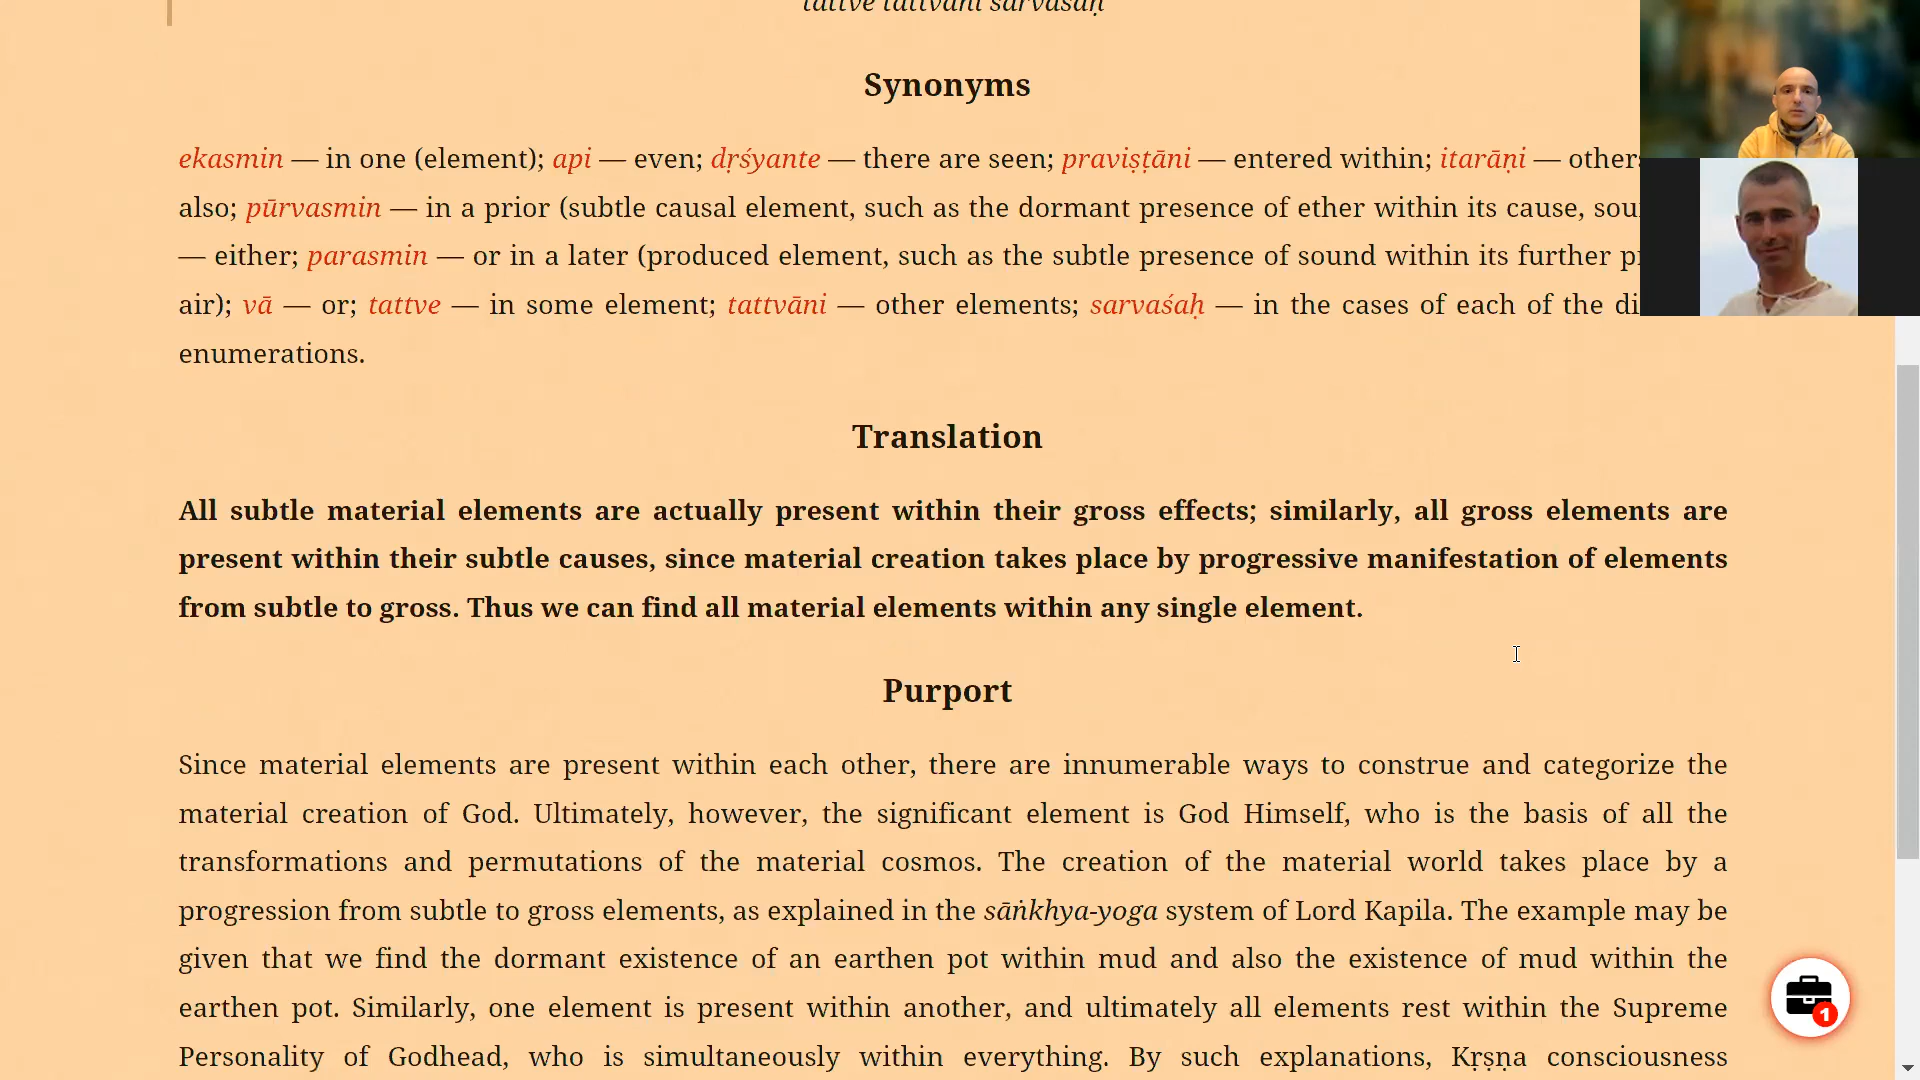 tattve tattvāni sarvaśaḥ
Synonyms
ekasmin — in one (element); api — even; dṛśyante — there are seen; praviṣṭāni — entered within; itarāṇi — others
also; pūrvasmin — in a prior (subtle causal element, such as the dormant presence of ether within its cause,
— either; parasmin — or in a later (produced element, such as the subtle presence of sound within its further
air); vā — or; tattve — in some element; tattvāni — other elements; sarvaśaḥ — in the cases of each of the
enumerations.
Translation
All subtle material elements are actually present within their gross effects; similarly, all gross elements are
present within their subtle causes, since material creation takes place by progressive manifestation of elements
from subtle to gross. Thus we can find all material elements within any single element.
Purport
Since material elements are present within each other, there are innumerable ways to construe and categorize the
material creation of God. Ultimately, however, the significant element is God Himself, who is the basis of all the
transformations and permutations of the material cosmos. The creation of the material world takes place by a
progression from subtle to gross elements, as explained in the sāṅkhya-yoga system of Lord Kapila. The example may be
given that we find the dormant existence of an earthen pot within mud and also the existence of mud within the
earthen pot. Similarly, one element is present within another, and ultimately all elements rest within the Supreme
Personality of Godhead, who is simultaneously within everything. By such explanations, Kṛṣṇa consciousness
1